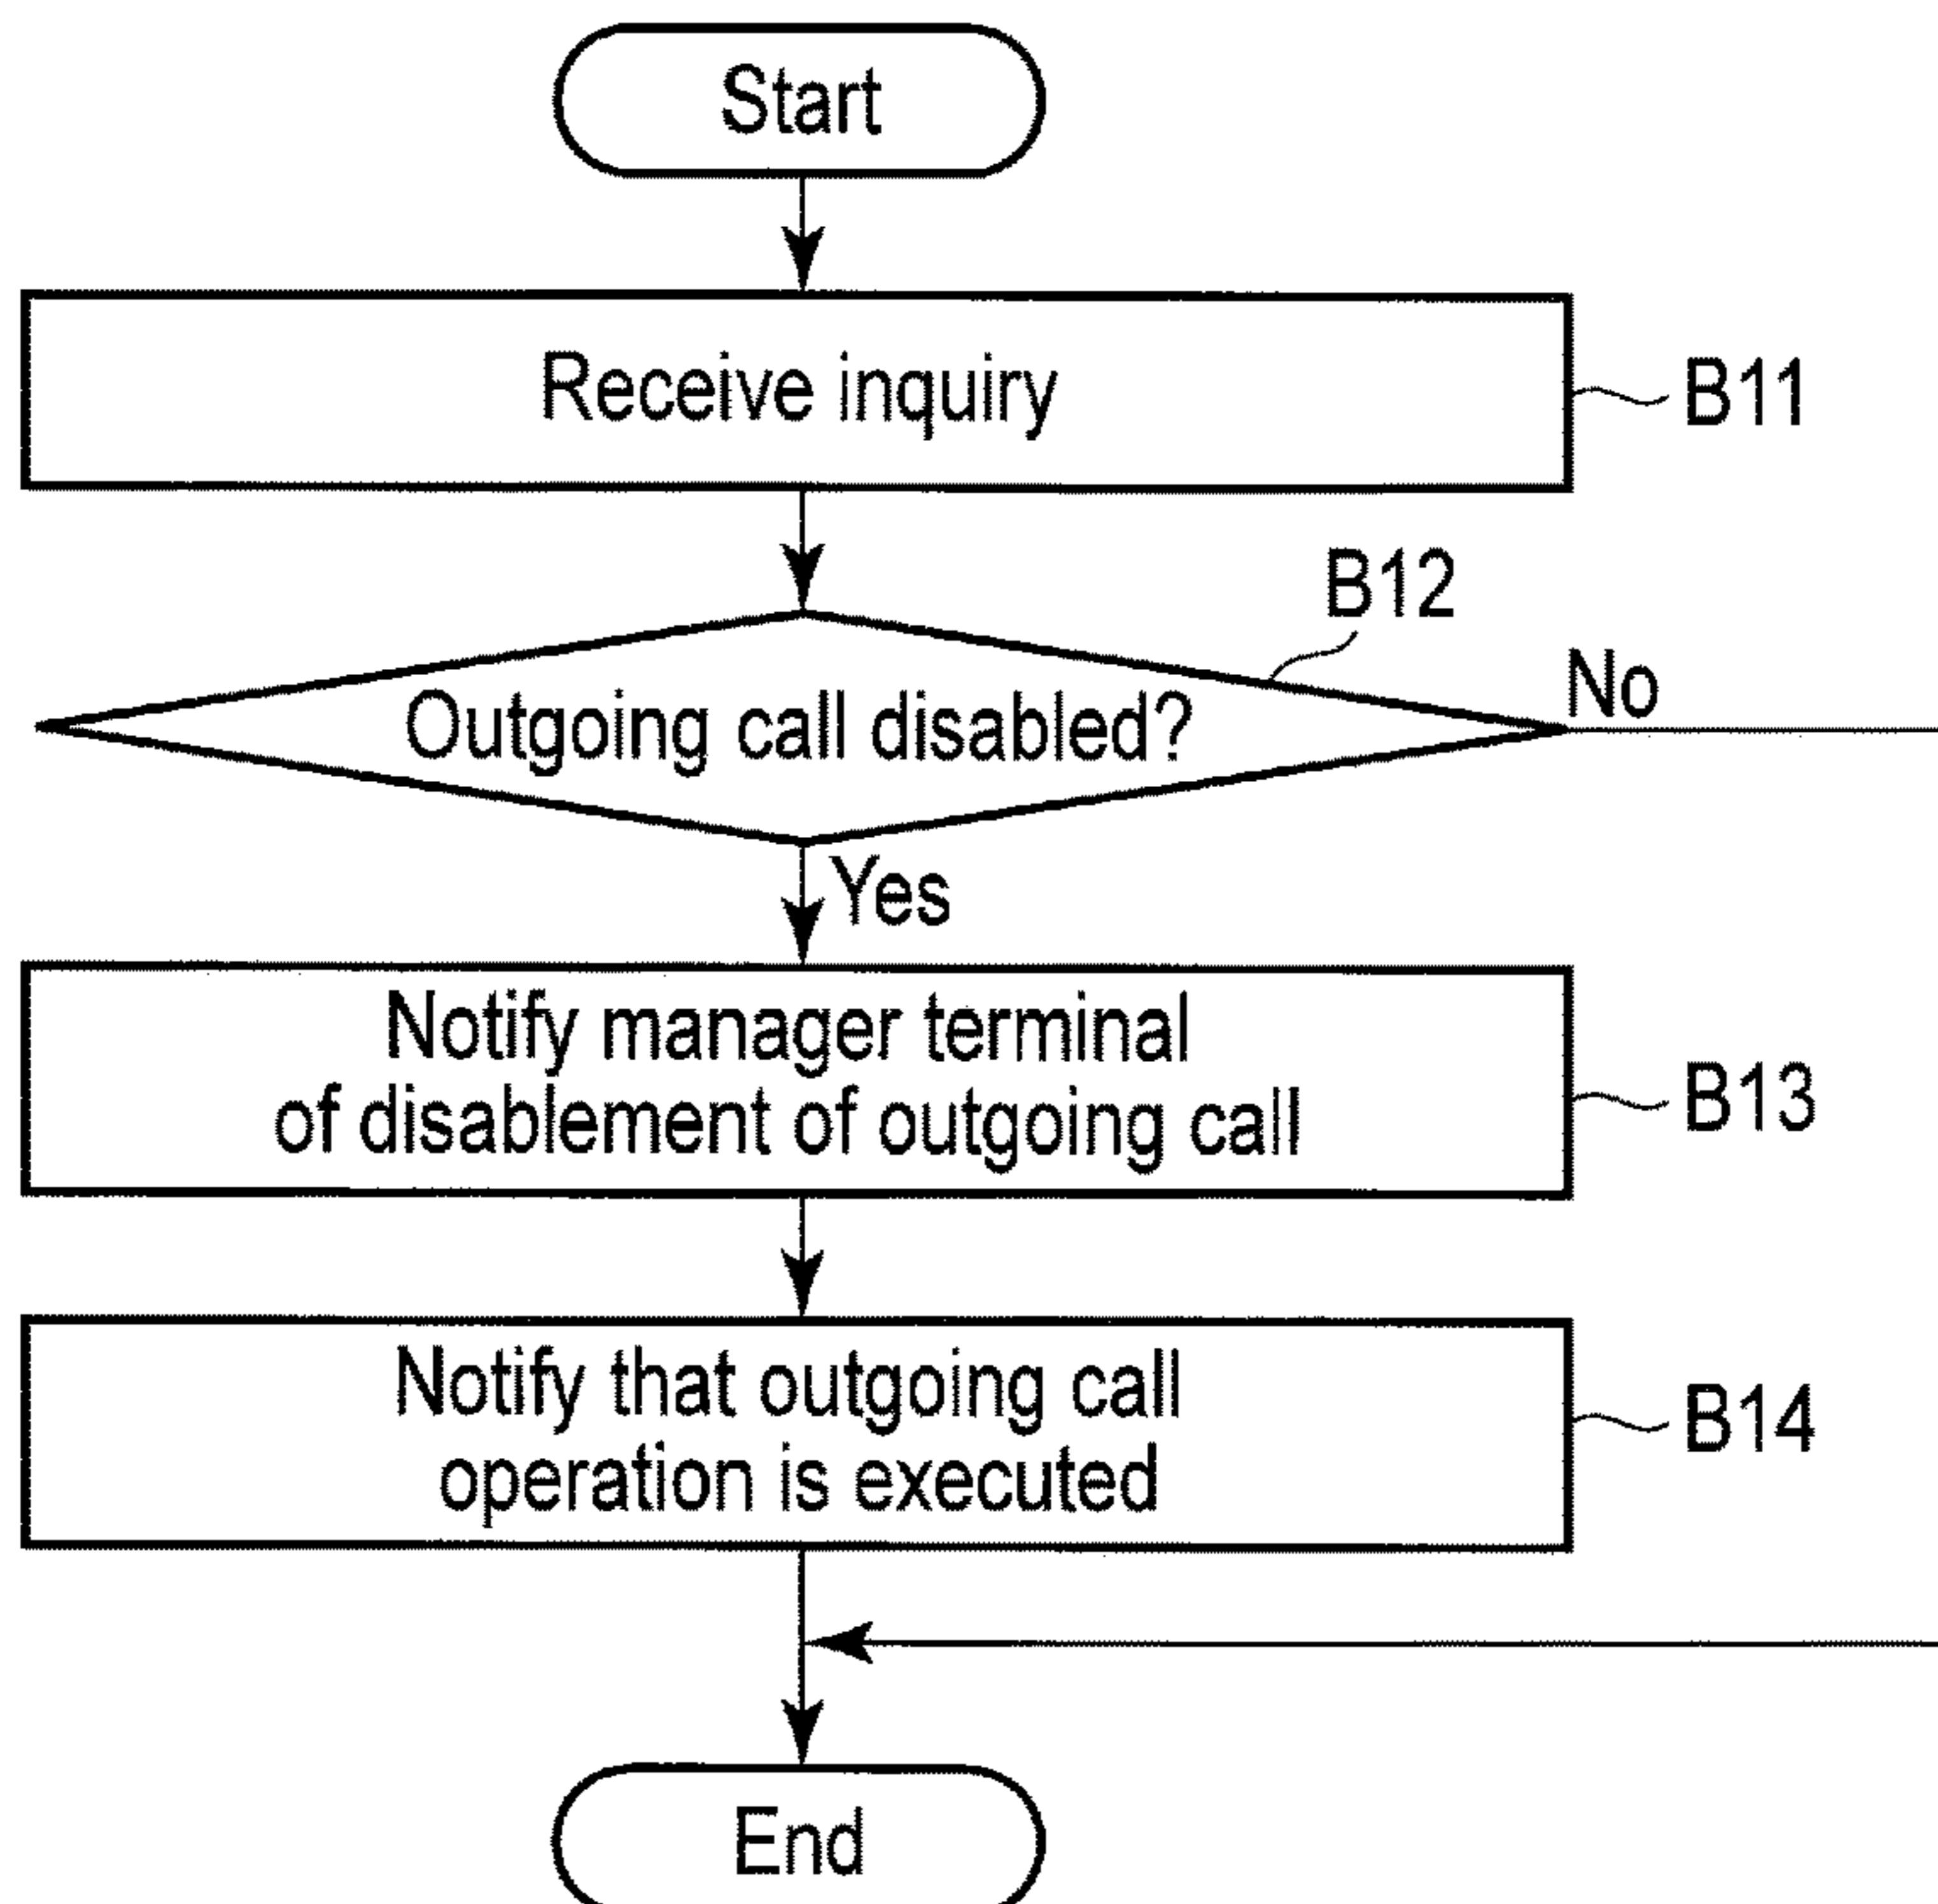 Start
Receive inquiry
B11
B12
Outgoing call disabled?
No
Yes
Notify manager terminal
of disablement of outgoing call
B13
Notify that outgoing call
operation is executed
B14
End